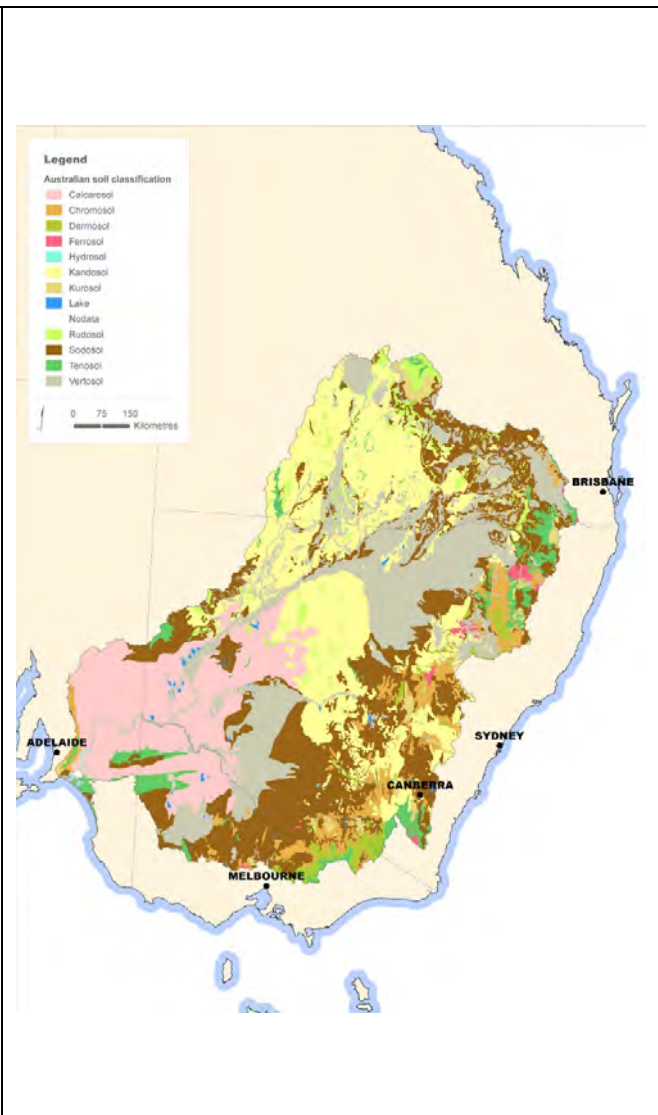 Legend
Australian soil classification
Calcarosol
Chromosol
Dermosol
Ferrosol
Hydrosol
Kandosol
Kurosol
Lake
Nodata
Rudosol
Sodosol
Tenosol
Vertosol
0 75 150
Kilometres
BRISBANE
ADELAIDE
SYDNEY
CANBERRA
MELBOURNE